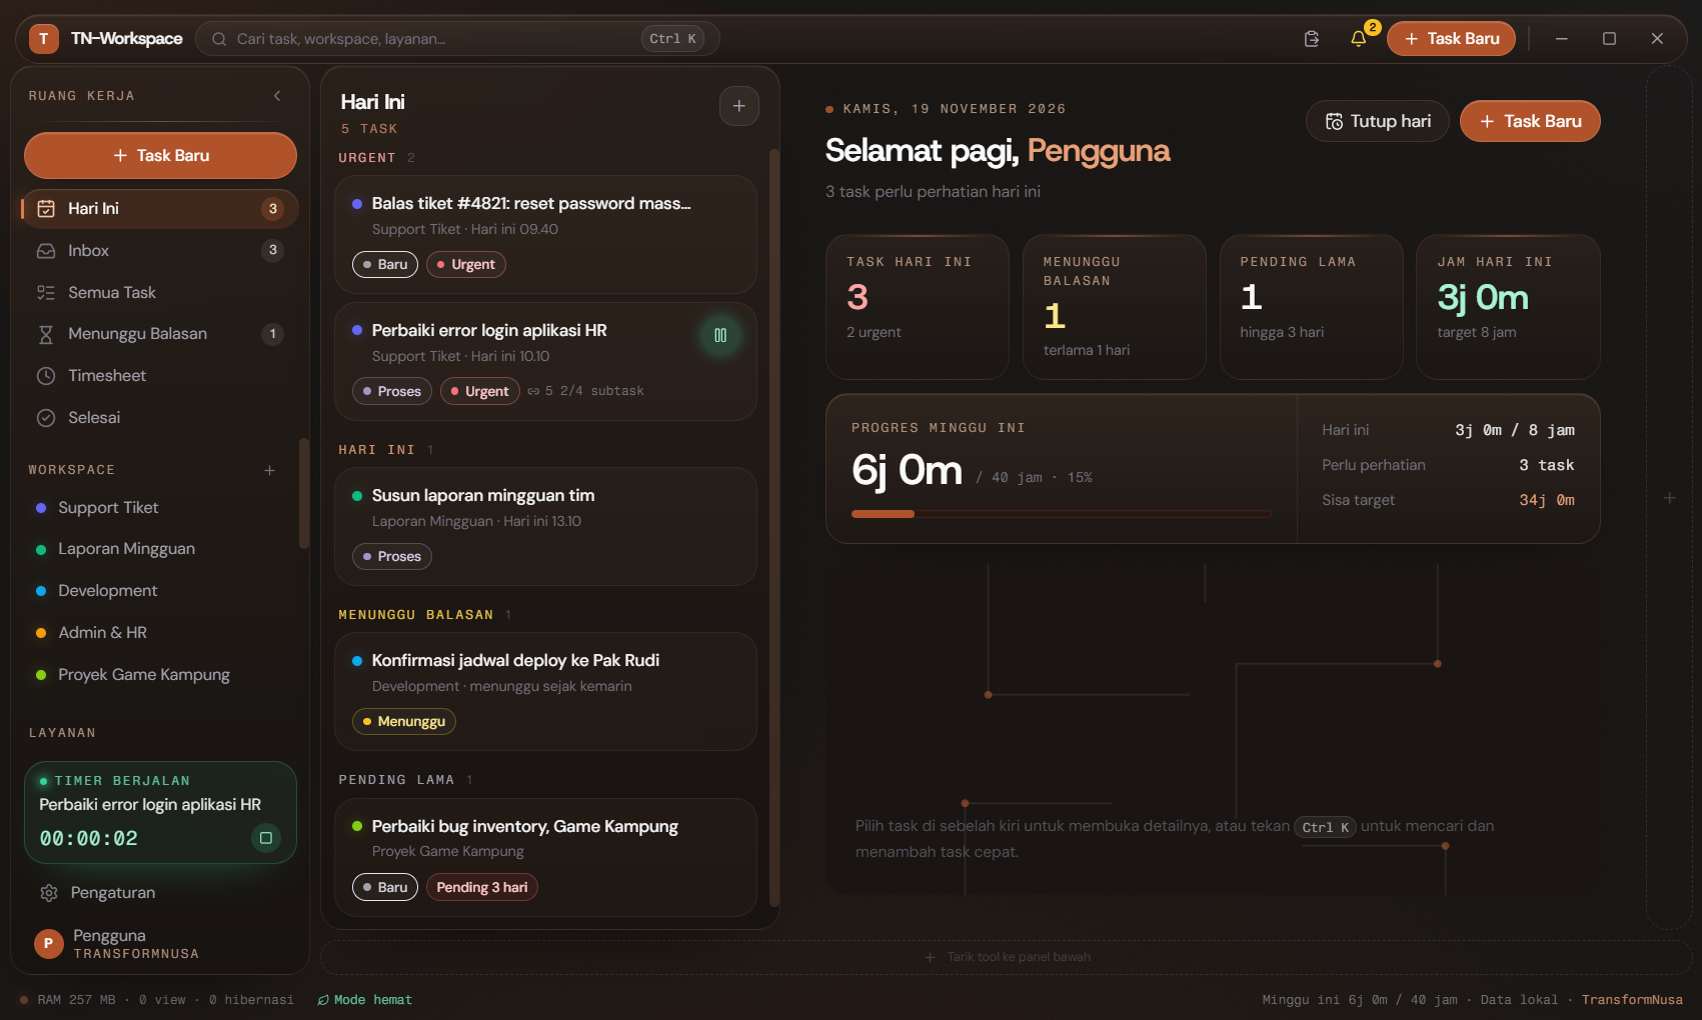 T TN-Workspace
Cari task, workspace, layanan... Ctrl K
2
+ Task Baru
RUANG KERJA
+ Task Baru
Hari Ini 3
Inbox 3
Semua Task
Menunggu Balasan 1
Timesheet
Selesai
WORKSPACE +
Support Tiket
Laporan Mingguan
Development
Admin & HR
Proyek Game Kampung
LAYANAN
TIMER BERJALAN
Perbaiki error login aplikasi HR
00:00:02
Pengaturan
P Pengguna
TRANSFORMNUSA
Hari Ini
5 TASK
URGENT 2
Balas tiket #4821: reset password mass...
Support Tiket · Hari ini 09.40
Baru Urgent
Perbaiki error login aplikasi HR
Support Tiket · Hari ini 10.10
Proses Urgent 5 2/4 subtask
HARI INI 1
Susun laporan mingguan tim
Laporan Mingguan · Hari ini 13.10
Proses
MENUNGGU BALASAN 1
Konfirmasi jadwal deploy ke Pak Rudi
Development · menunggu sejak kemarin
Menunggu
PENDING LAMA 1
Perbaiki bug inventory, Game Kampung
Proyek Game Kampung
Baru Pending 3 hari
KAMIS, 19 NOVEMBER 2026
Selamat pagi, Pengguna
3 task perlu perhatian hari ini
Tutup hari + Task Baru
TASK HARI INI
3
2 urgent
MENUNGGU
BALASAN
1
terlama 1 hari
PENDING LAMA
1
hingga 3 hari
JAM HARI INI
3j 0m
target 8 jam
PROGRES MINGGU INI
6j 0m / 40 jam · 15%
Hari ini 3j 0m / 8 jam
Perlu perhatian 3 task
Sisa target 34j 0m
Pilih task di sebelah kiri untuk membuka detailnya, atau tekan Ctrl K untuk mencari dan
menambah task cepat.
+ Tarik tool ke panel bawah
RAM 257 MB · 0 view · 0 hibernasi Mode hemat
Minggu ini 6j 0m / 40 jam · Data lokal · TransformNusa